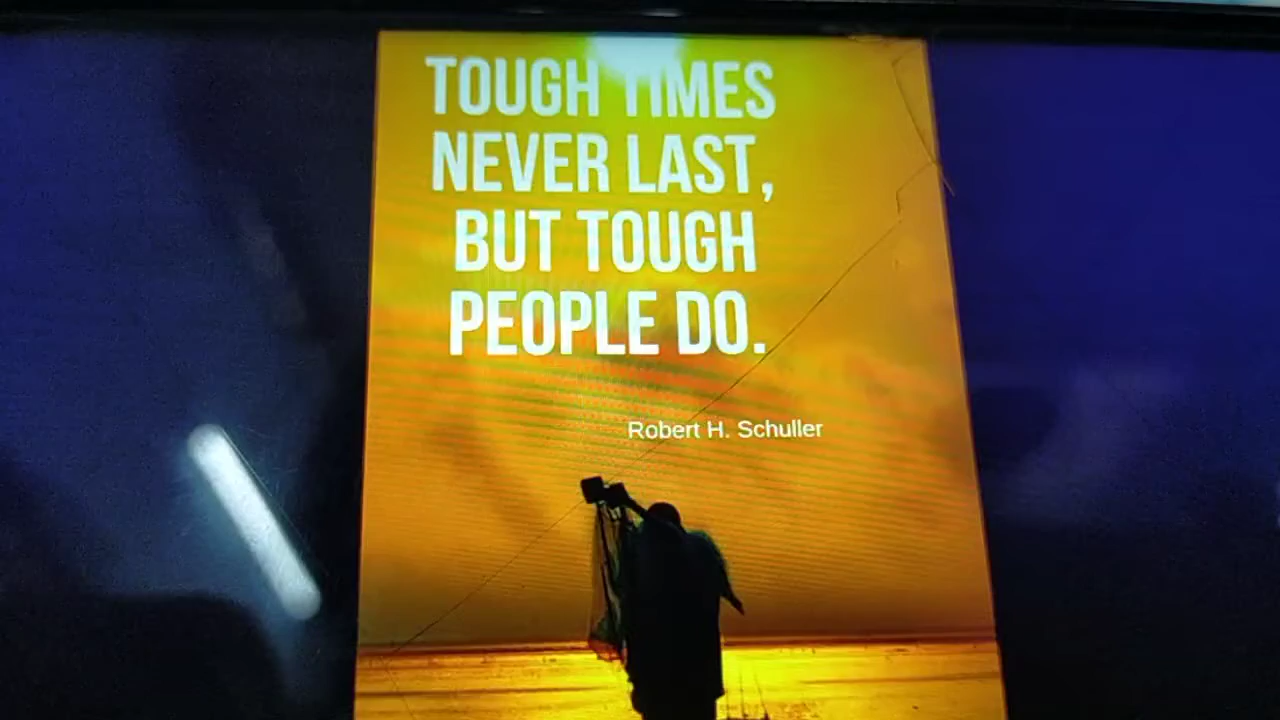 TOUGH TIMES
NEVER LAST,
BUT TOUGH
PEOPLE DO.
Robert H. Schuller